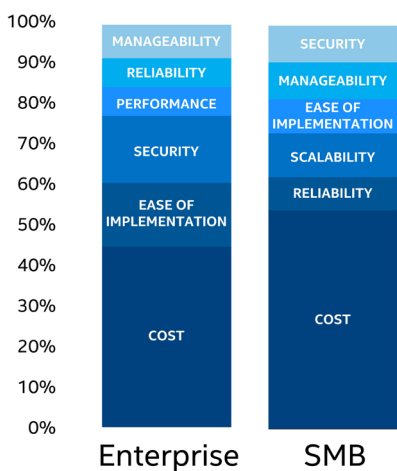 100%
90%
80%
70%
60%
50%
40%
30%
20%
10%
0%
MANAGEABILITY
RELIABILITY
PERFORMANCE
SECURITY
EASE OF
IMPLEMENTATION
COST
Enterprise
SECURITY
MANAGEABILITY
EASE OF
IMPLEMENTATION
SCALABILITY
RELIABILITY
COST
SMB